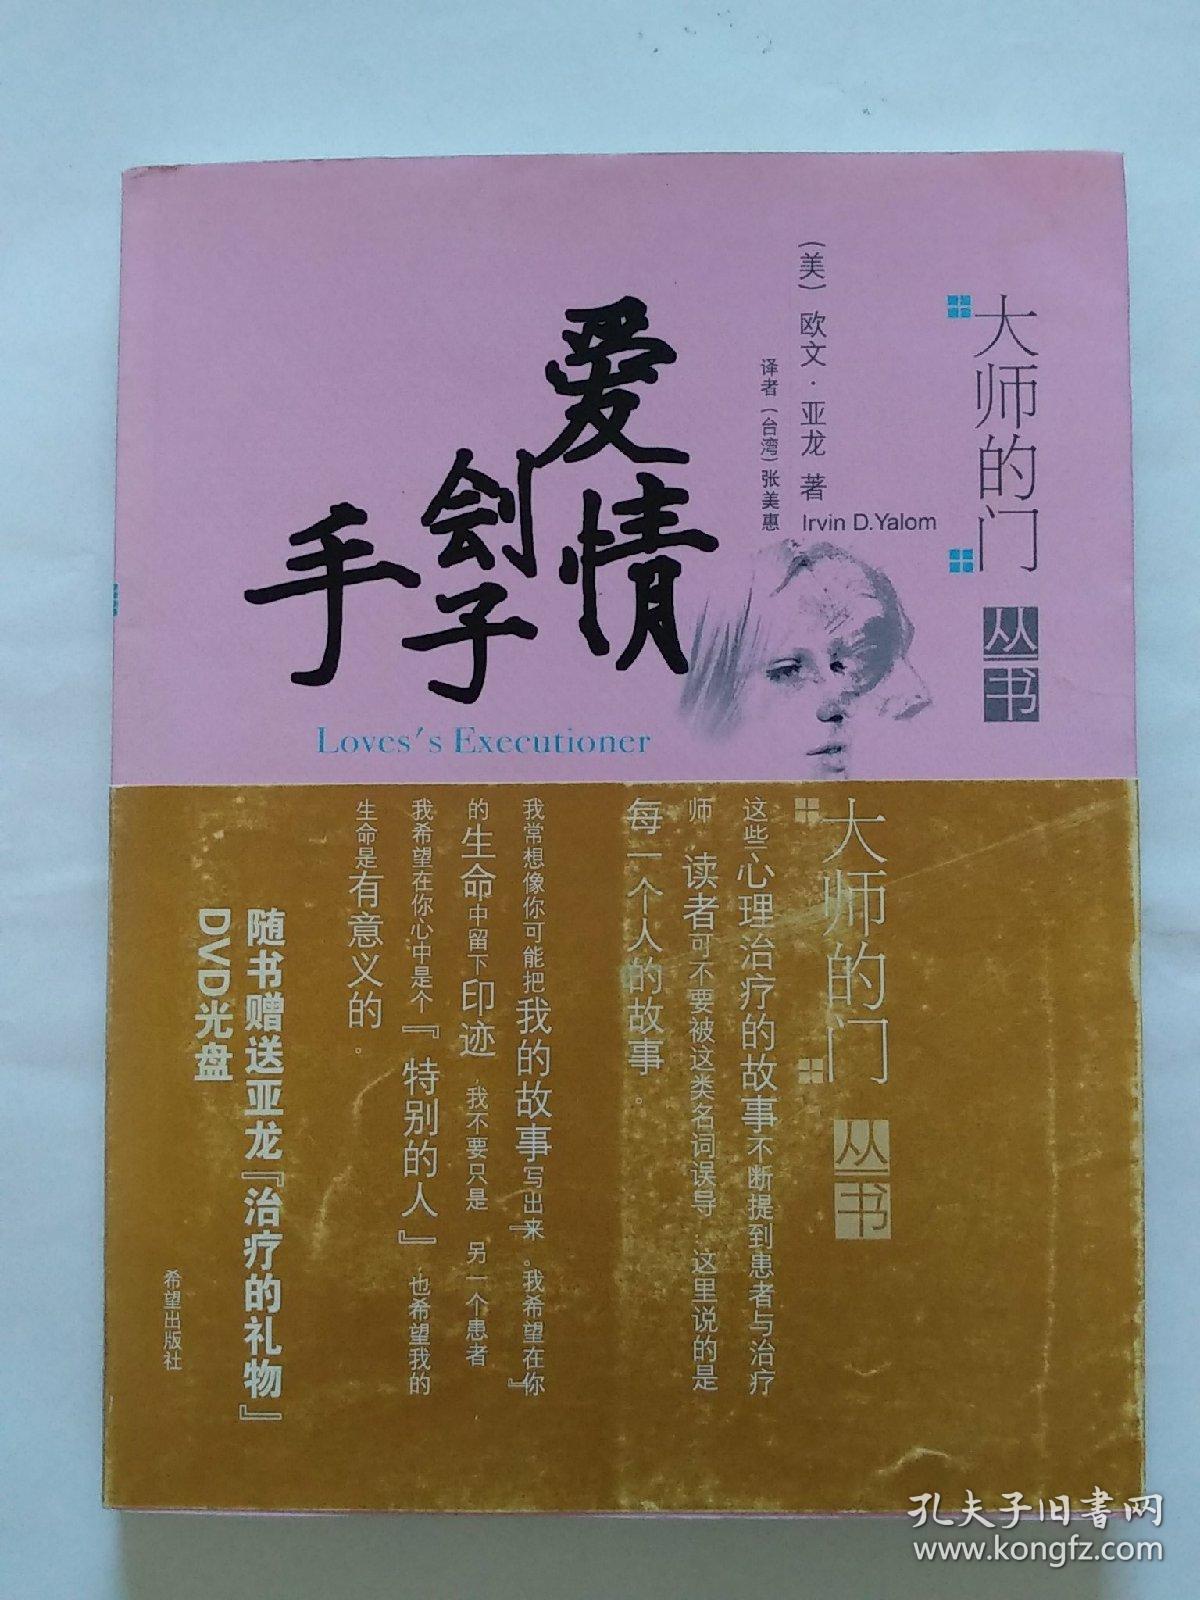 大师的门
丛书
(美)欧文·亚龙 著
Irvin D.Yalom
译者(台湾)张美惠
爱情
刽子
手
Loves's Executioner
大师的门
丛书
这些心理治疗的故事不断提到患者与治疗
师,读者可不要被这类名词误导:这里说的是
每一个人的故事。
我常想像你可能把我的故事写出来。我希望在你
的生命中留下印迹,我不要只是『另一个患者』
我希望在你心中是个『特别的人』,也希望我的
生命是有意义的。
随书赠送亚龙『治疗的礼物』
DVD光盘
希望出版社
孔夫子旧书网
www.kongfz.com